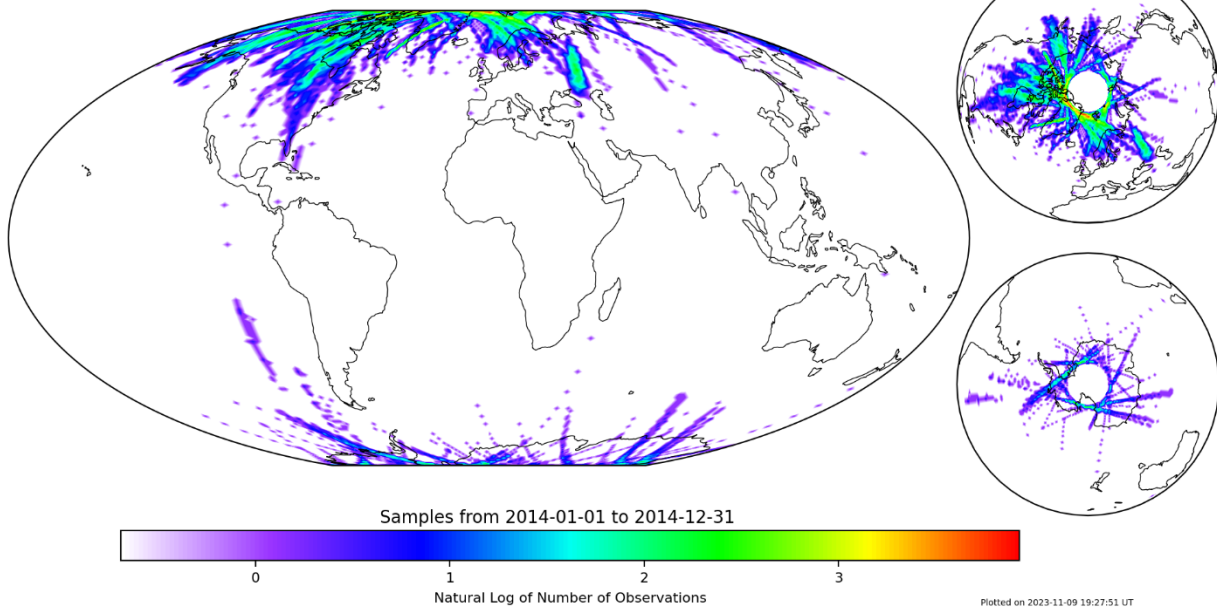 Samples from 2014-01-01 to 2014-12-31
0 1 2 3
Natural Log of Number of Observations
Plotted on 2023-11-09 19:27:51 UT